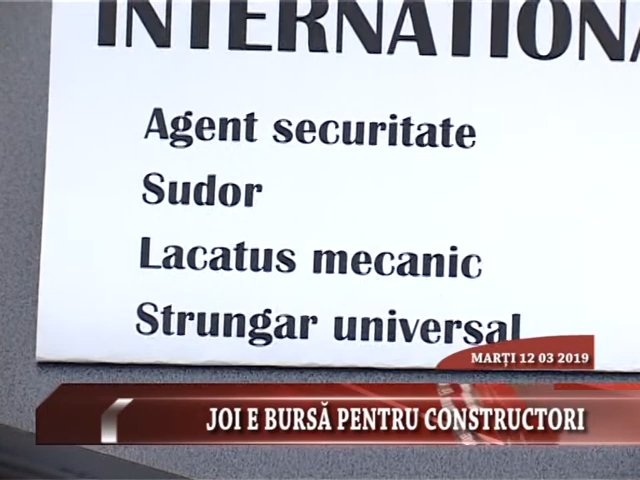 INTERNATIONA
Agent securitate
Sudor
Lacatus mecanic
Strungar universal
MARȚI 12 03 2019
JOI E BURSĂ PENTRU CONSTRUCTORI